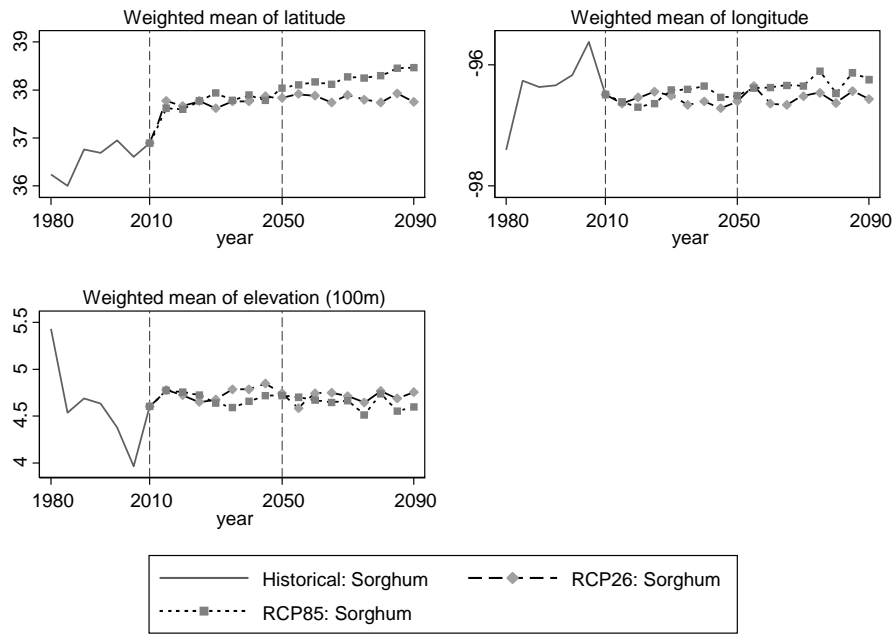 Weighted mean of latitude
39
38
37
36
1980
2010
2050
2090
year
Weighted mean of longitude
-96
-98
1980
2010
2050
2090
year
Weighted mean of elevation (100m)
5.5
5
4.5
4
1980
2010
2050
2090
year
Historical: Sorghum
RCP26: Sorghum
RCP85: Sorghum